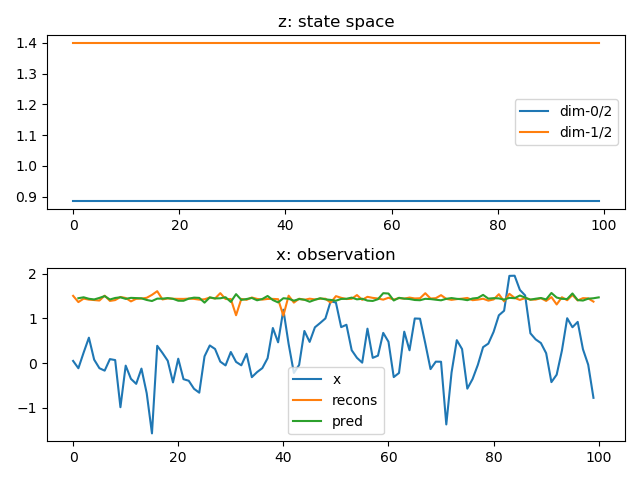 z: state space
1.4
1.3
1.2
1.1
1.0
0.9
dim-0/2
dim-1/2
0 20 40 60 80 100
x: observation
2
1
0
−1
x
recons
pred
0 20 40 60 80 100